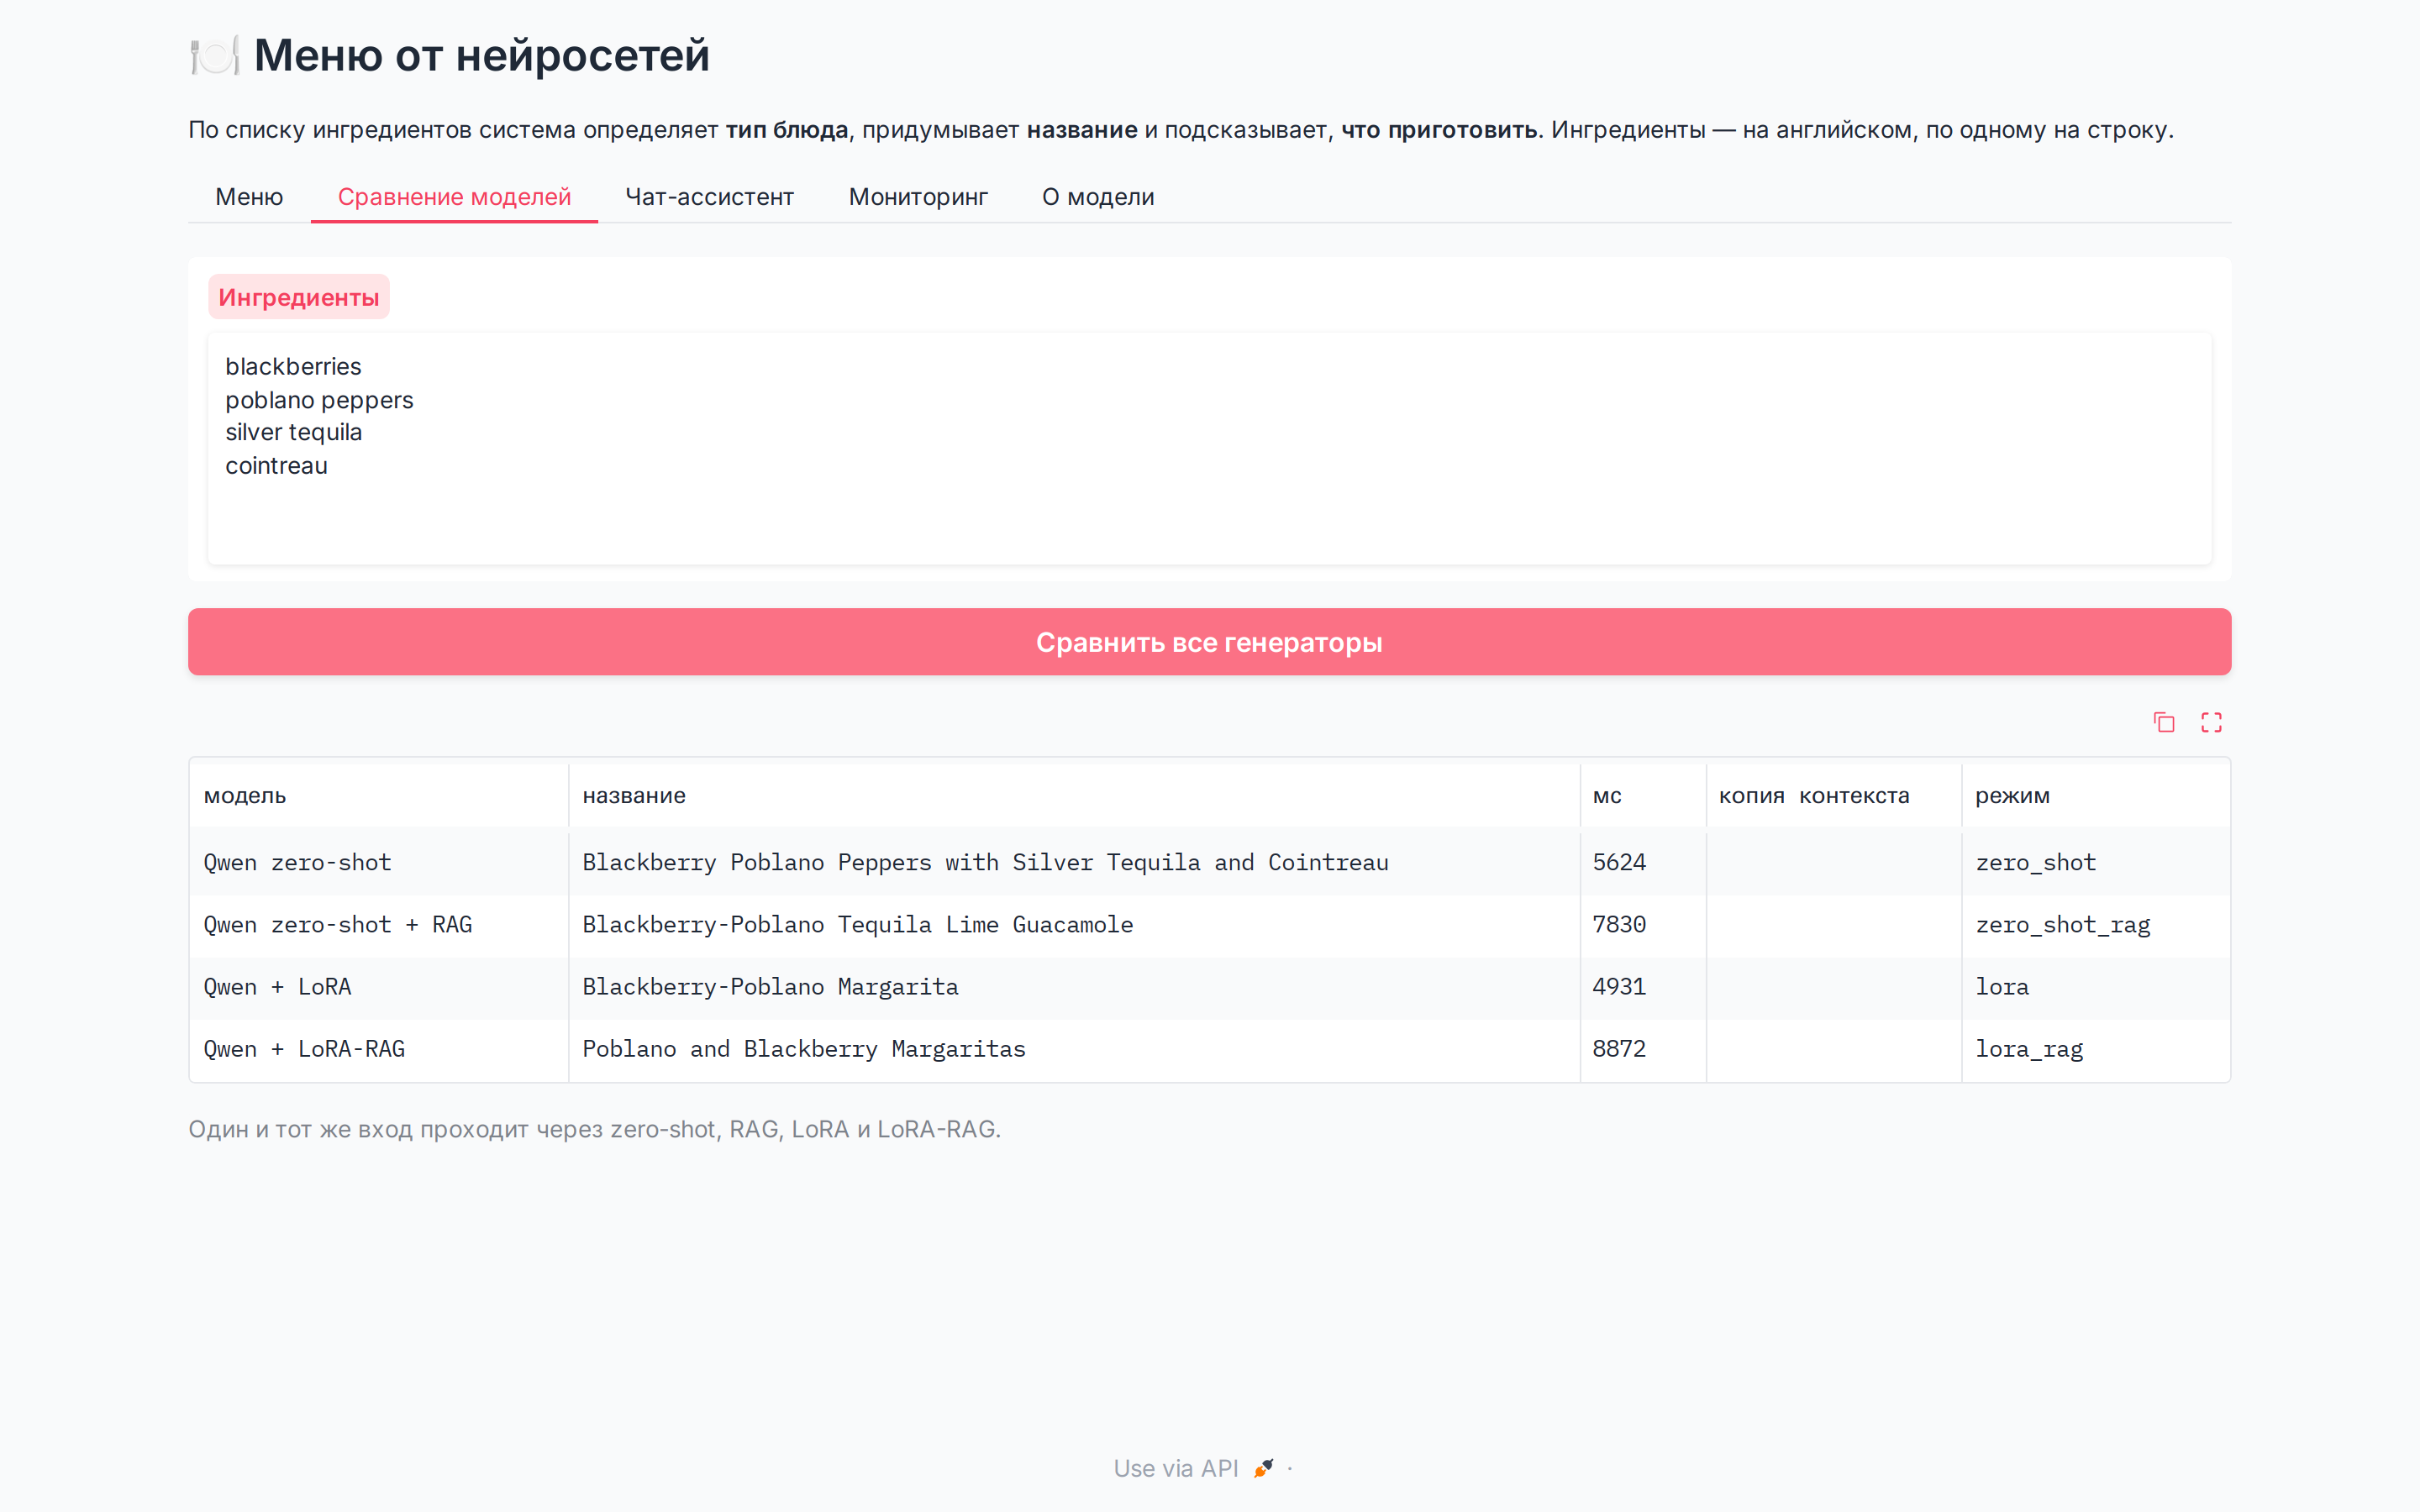 🍽️ Меню от нейросетей
По списку ингредиентов система определяет тип блюда, придумывает название и подсказывает, что приготовить. Ингредиенты — на английском, по одному на строку.
Меню Сравнение моделей Чат-ассистент Мониторинг О модели
Ингредиенты
blackberries
poblano peppers
silver tequila
cointreau
Сравнить все генераторы
модель название мс копия контекста режим
Qwen zero-shot Blackberry Poblano Peppers with Silver Tequila and Cointreau 5624 zero_shot
Qwen zero-shot + RAG Blackberry-Poblano Tequila Lime Guacamole 7830 zero_shot_rag
Qwen + LoRA Blackberry-Poblano Margarita 4931 lora
Qwen + LoRA-RAG Poblano and Blackberry Margaritas 8872 lora_rag
Один и тот же вход проходит через zero-shot, RAG, LoRA и LoRA-RAG.
Use via API 🚀 ·